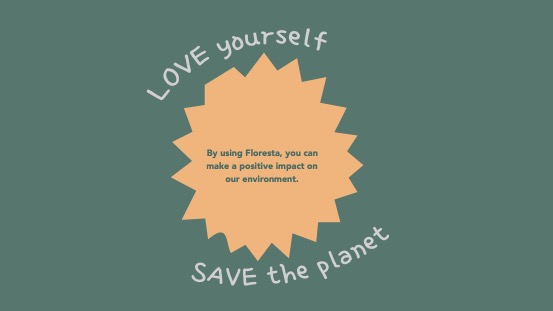 LOVE yourself
By using Floresta, you can
make a positive impact on
our environment.
SAVE the planet